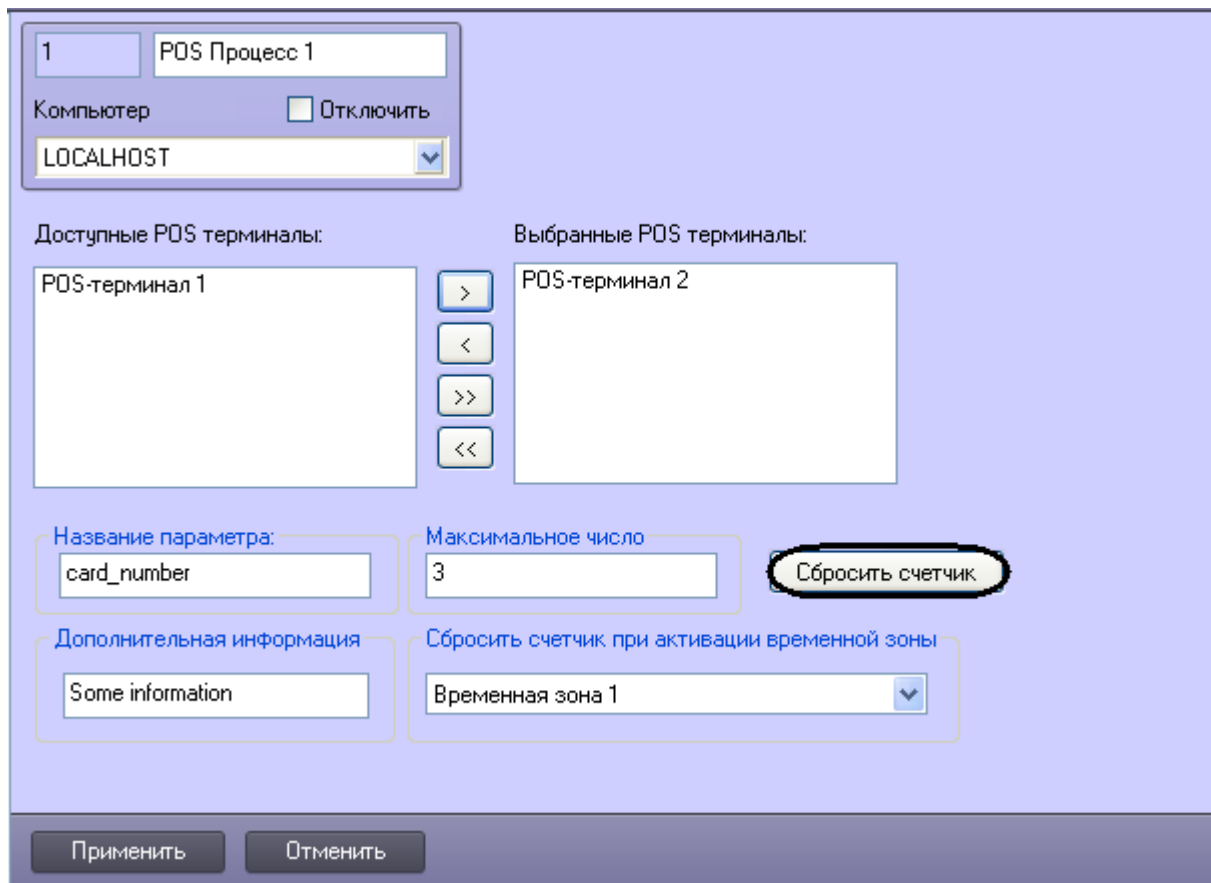 1
POS Процесс 1
Компьютер
Отключить
LOCALHOST
Доступные POS терминалы:
Выбранные POS терминалы:
POS-терминал 1
POS-терминал 2
>
<
>>
<<
Название параметра:
Максимальное число
card_number
3
Сбросить счетчик
Дополнительная информация
Сбросить счетчик при активации временной зоны
Some information
Временная зона 1
Применить
Отменить